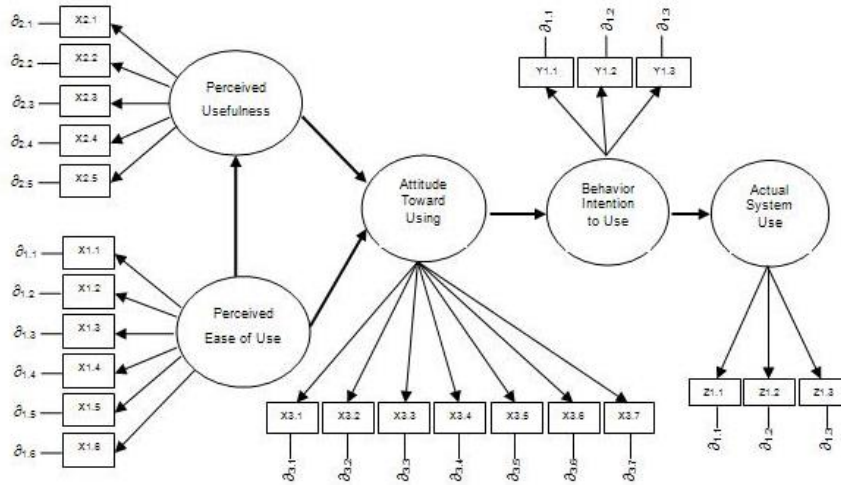 ∂2.1 X2.1
∂2.2 X2.2
∂2.3 X2.3
∂2.4 X2.4
∂2.5 X2.5
Perceived
Usefulness
∂1.1 ∂1.2 ∂1.3
Y1.1 Y1.2 Y1.3
Attitude
Toward
Using
Behavior
Intention
to Use
Actual
System
Use
∂1.1 X1.1
∂1.2 X1.2
∂1.3 X1.3
∂1.4 X1.4
∂1.5 X1.5
∂1.6 X1.6
Perceived
Ease of Use
X3.1 X3.2 X3.3 X3.4 X3.5 X3.6 X3.7
∂3.1 ∂3.2 ∂3.3 ∂3.4 ∂3.5 ∂3.6 ∂3.7
Z1.1 Z1.2 Z1.3
∂1.1 ∂1.2 ∂1.3